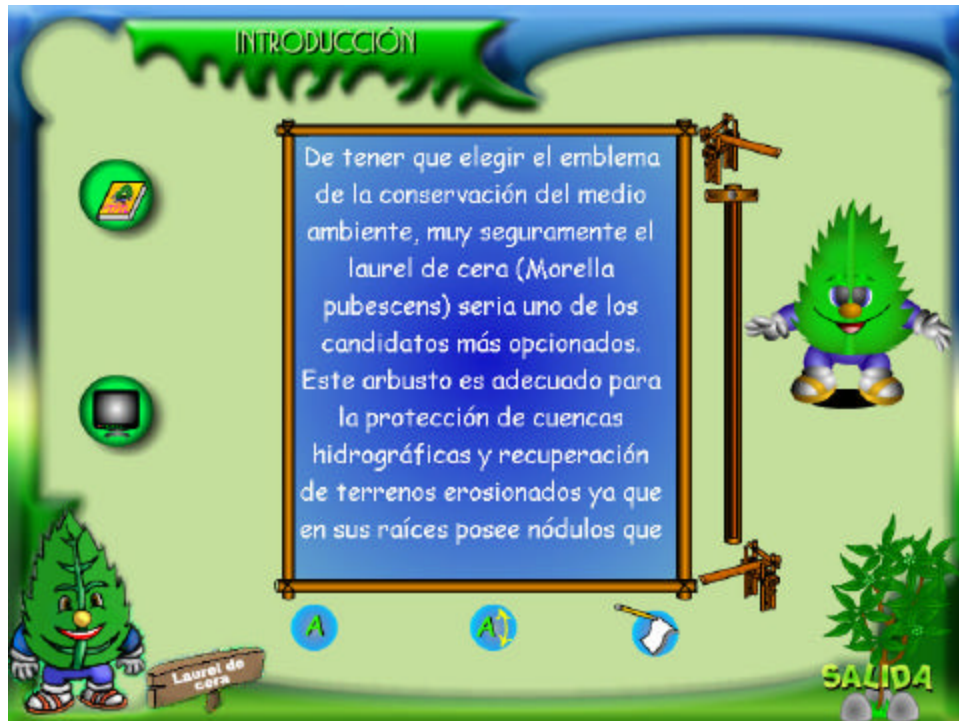 INTRODUCCIÓN
De tener que elegir el emblema
de la conservación del medio
ambiente, muy seguramente el
laurel de cera (Morella
pubescens) seria uno de los
candidatos más opcionados.
Este arbusto es adecuado para
la protección de cuencas
hidrográficas y recuperación
de terrenos erosionados ya que
en sus raíces posee nódulos que
A
A
Laurel de
cera
SALIDA